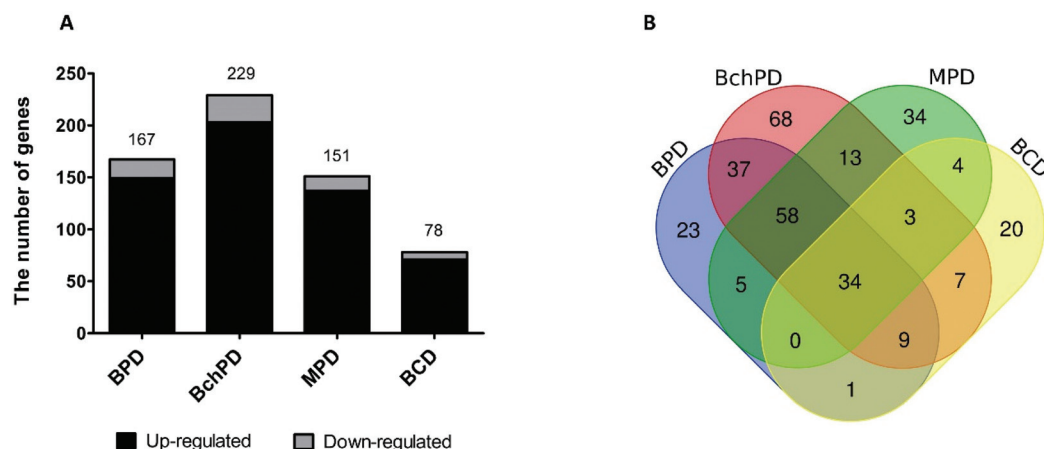 A
The number of genes
250
200
150
100
50
0
167
229
151
78
BPD
BchPD
MPD
BCD
Up-regulated
Down-regulated
B
BchPD
MPD
BPD
BCD
68
34
37
13
4
23
58
3
20
5
34
7
0
9
1